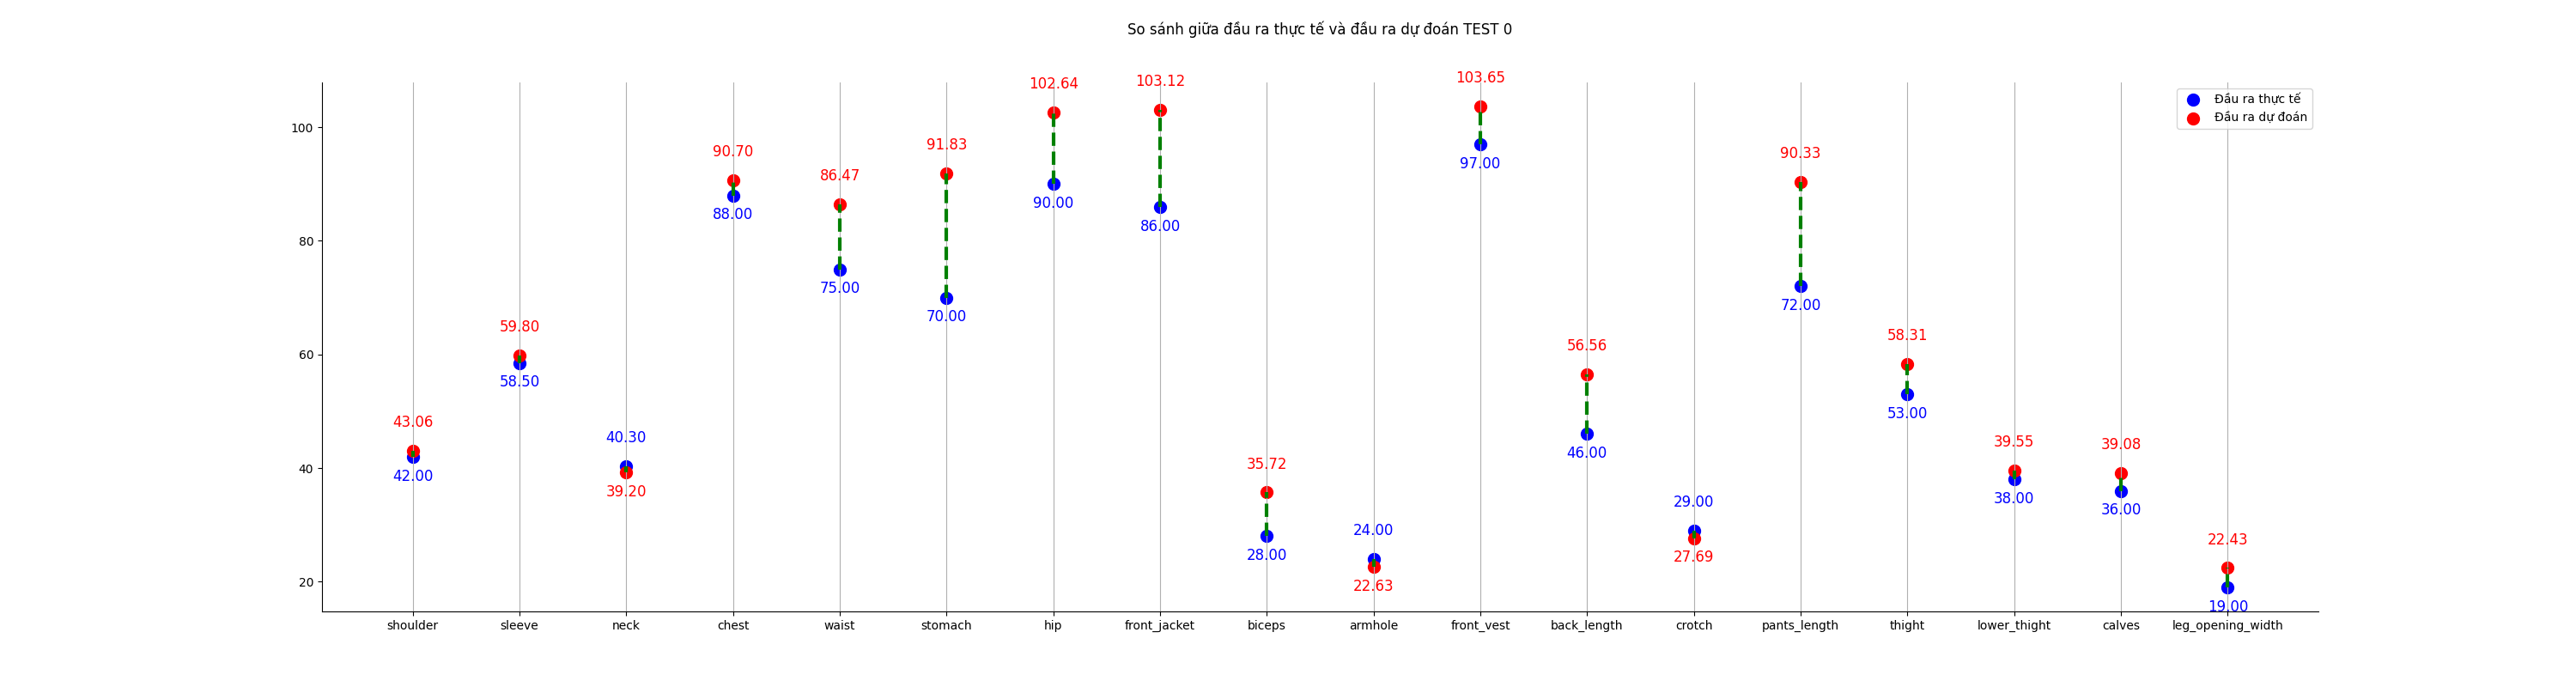 So sánh giữa đầu ra thực tế và đầu ra dự đoán TEST 0
Đầu ra thực tế
Đầu ra dự đoán
100
80
60
40
20
43.06
42.00
59.80
58.50
40.30
39.20
90.70
88.00
86.47
75.00
91.83
70.00
102.64
90.00
103.12
86.00
35.72
28.00
24.00
22.63
103.65
97.00
56.56
46.00
29.00
27.69
90.33
72.00
58.31
53.00
39.55
38.00
39.08
36.00
22.43
19.00
shoulder
sleeve
neck
chest
waist
stomach
hip
front_jacket
biceps
armhole
front_vest
back_length
crotch
pants_length
thight
lower_thight
calves
leg_opening_width